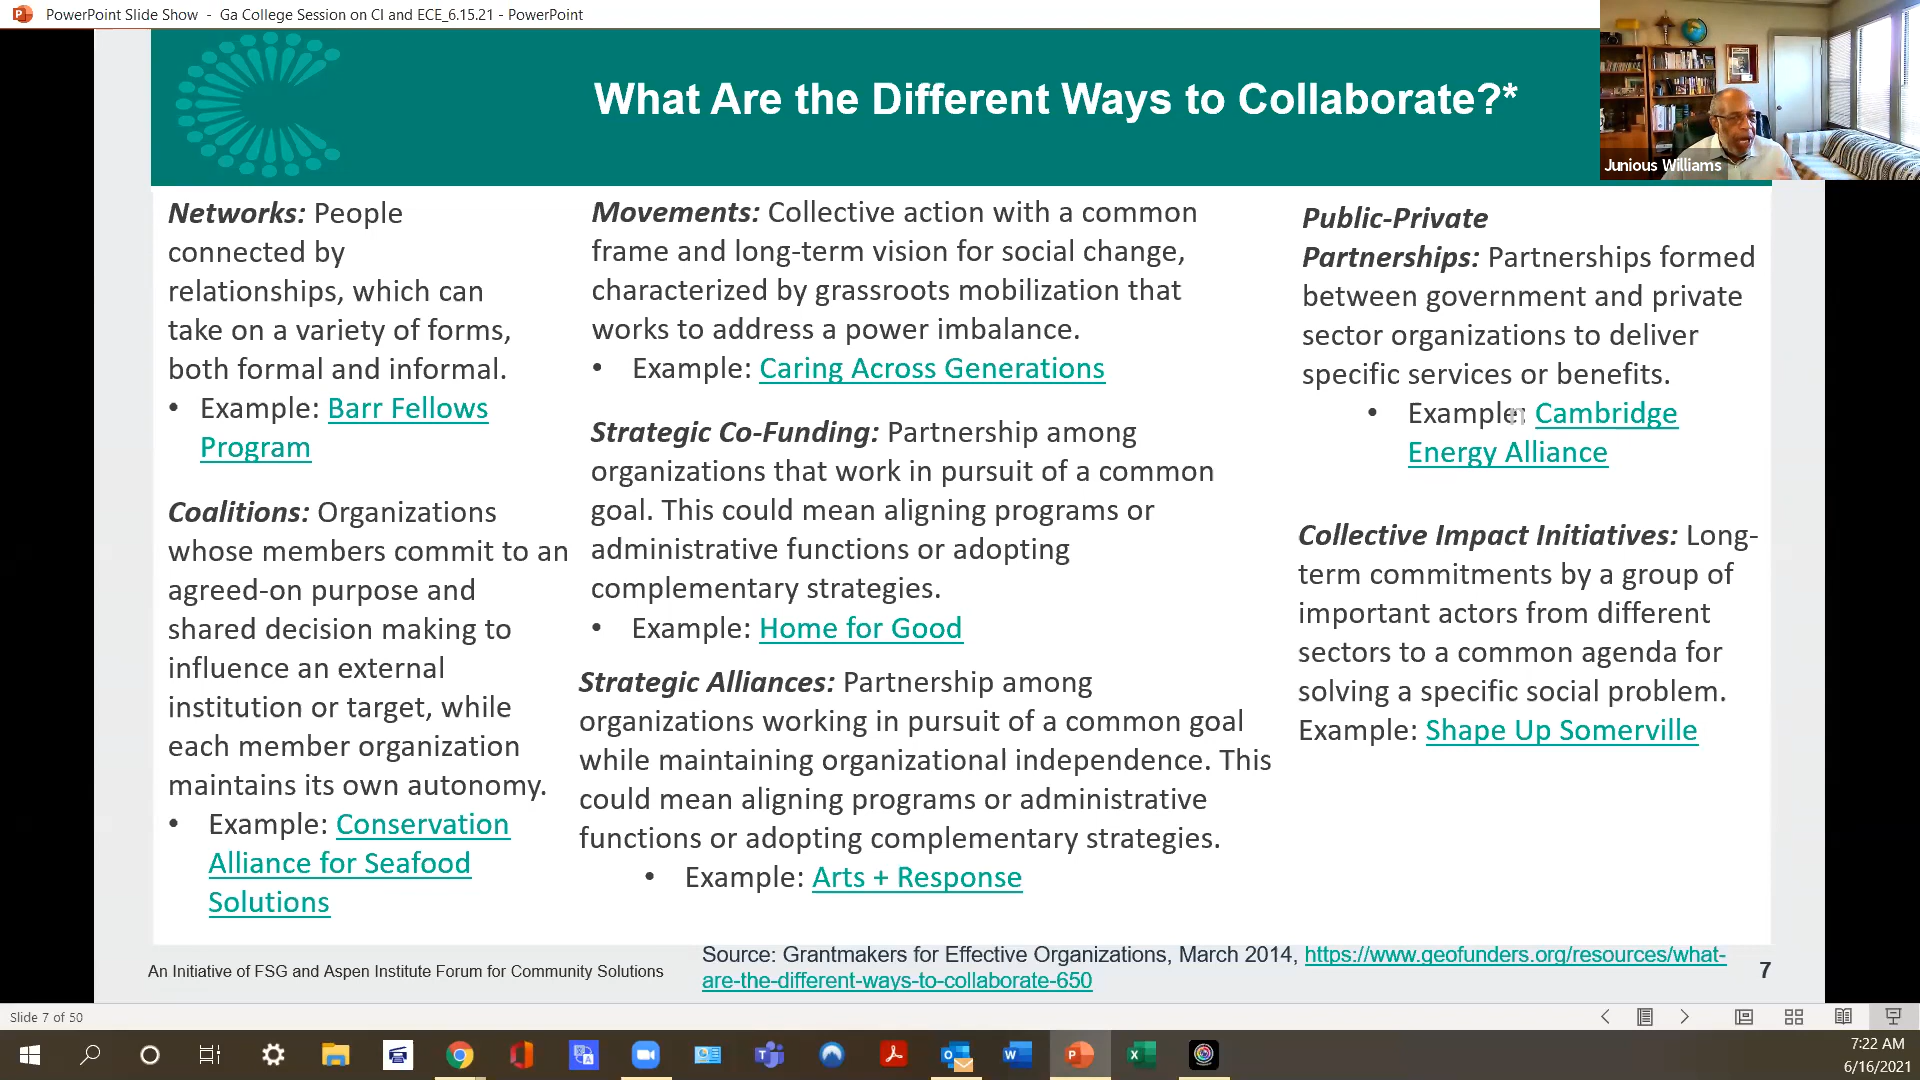 PowerPoint Slide Show - Ga College Session on CI and ECE_6.15.21 - PowerPoint
What Are the Different Ways to Collaborate?*
Junious Williams
Networks: People
connected by
relationships, which can
take on a variety of forms,
both formal and informal.
• Example: Barr Fellows
Program
Coalitions: Organizations
whose members commit to an
agreed-on purpose and
shared decision making to
influence an external
institution or target, while
each member organization
maintains its own autonomy.
• Example: Conservation
Alliance for Seafood
Solutions
Movements: Collective action with a common
frame and long-term vision for social change,
characterized by grassroots mobilization that
works to address a power imbalance.
• Example: Caring Across Generations
Strategic Co-Funding: Partnership among
organizations that work in pursuit of a common
goal. This could mean aligning programs or
administrative functions or adopting
complementary strategies.
• Example: Home for Good
Strategic Alliances: Partnership among
organizations working in pursuit of a common goal
while maintaining organizational independence. This
could mean aligning programs or administrative
functions or adopting complementary strategies.
• Example: Arts + Response
Public-Private
Partnerships: Partnerships formed
between government and private
sector organizations to deliver
specific services or benefits.
• Example: Cambridge
Energy Alliance
Collective Impact Initiatives: Long-
term commitments by a group of
important actors from different
sectors to a common agenda for
solving a specific social problem.
Example: Shape Up Somerville
An Initiative of FSG and Aspen Institute Forum for Community Solutions
Source: Grantmakers for Effective Organizations, March 2014, https://www.geofunders.org/resources/what-
are-the-different-ways-to-collaborate-650
7
Slide 7 of 50
7:22 AM
6/16/2021